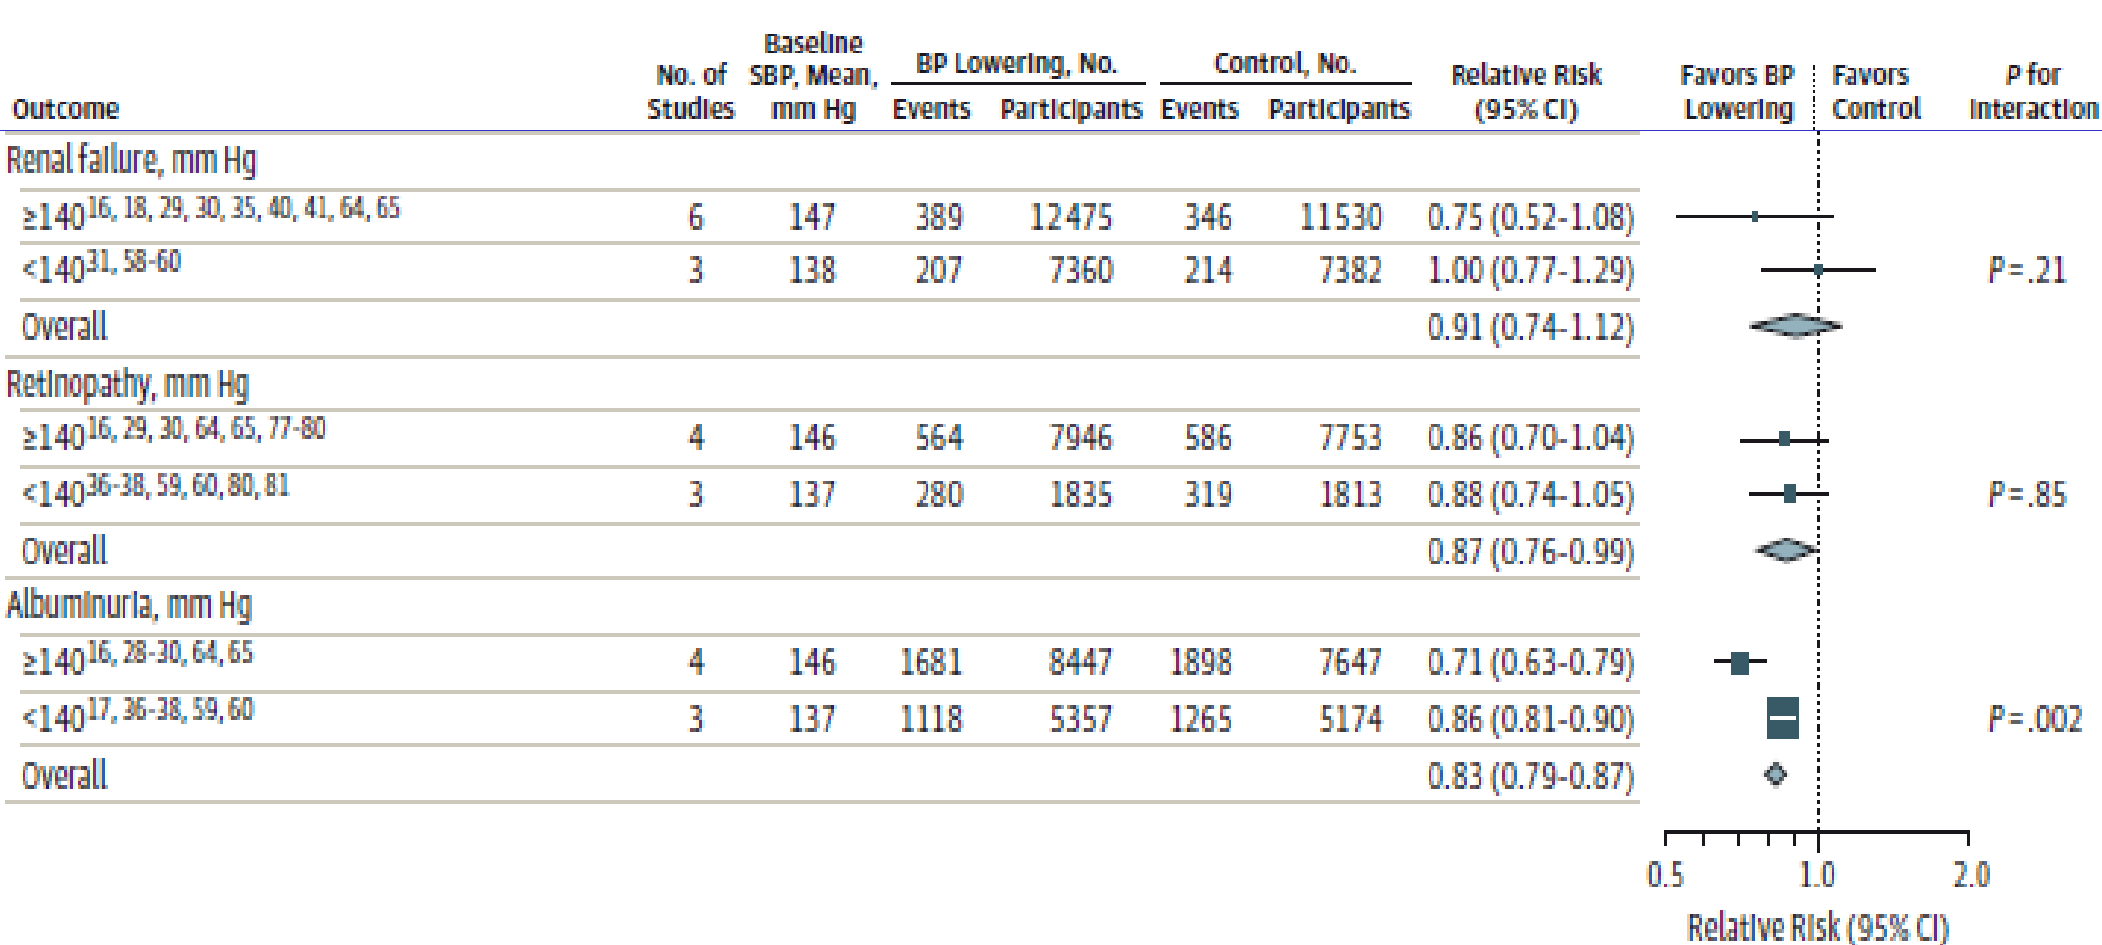 Outcome No. of Studies Baseline SBP, Mean, mm Hg BP Lowering, No. Events Participants Control, No. Events Participants Relative Risk (95% CI) Favors BP Lowering Favors Control P for Interaction
Renal failure, mm Hg
≥140 16, 18, 29, 30, 35, 40, 41, 64, 65 6 147 389 12475 346 11530 0.75 (0.52-1.08)
<140 31, 58-60 3 138 207 7360 214 7382 1.00 (0.77-1.29) P=.21
Overall 0.91 (0.74-1.12)
Retinopathy, mm Hg
≥140 16, 29, 30, 64, 65, 77-80 4 146 564 7946 586 7753 0.86 (0.70-1.04)
<140 36-38, 59, 60, 80, 81 3 137 280 1835 319 1813 0.88 (0.74-1.05) P=.85
Overall 0.87 (0.76-0.99)
Albuminuria, mm Hg
≥140 16, 28-30, 64, 65 4 146 1681 8447 1898 7647 0.71 (0.63-0.79)
<140 17, 36-38, 59, 60 3 137 1118 5357 1265 5174 0.86 (0.81-0.90) P=.002
Overall 0.83 (0.79-0.87)
0.5 1.0 2.0
Relative Risk (95% CI)